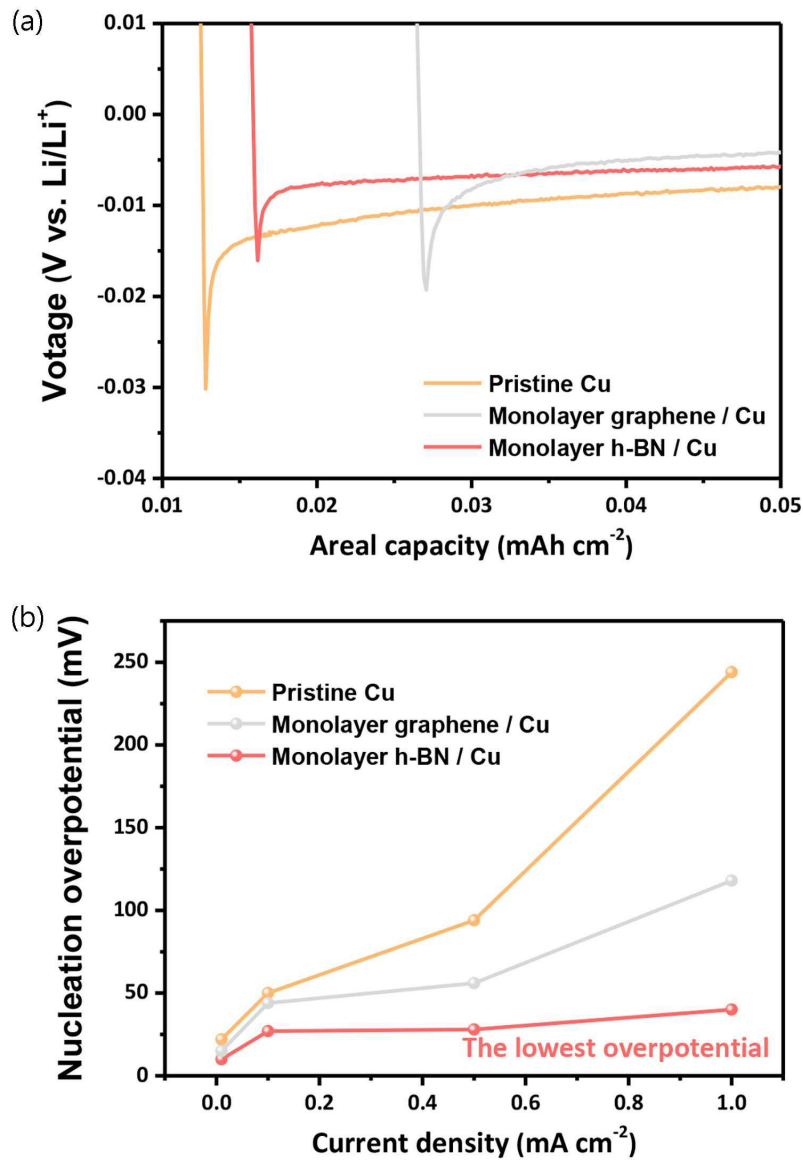 (a)
0.01
0.00
-0.01
-0.02
-0.03
-0.04
Votage (V vs. Li/Li⁺)
Pristine Cu
Monolayer graphene / Cu
Monolayer h-BN / Cu
0.01 0.02 0.03 0.04 0.05
Areal capacity (mAh cm⁻²)
(b)
250
200
150
100
50
0
Nucleation overpotential (mV)
Pristine Cu
Monolayer graphene / Cu
Monolayer h-BN / Cu
The lowest overpotential
0.0 0.2 0.4 0.6 0.8 1.0
Current density (mA cm⁻²)